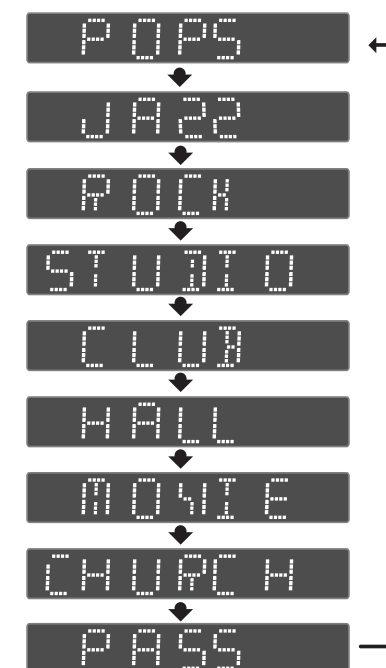 POPS
JAZZ
ROCK
STUDIO
CLUB
HALL
MOVIE
CHURCH
PASS